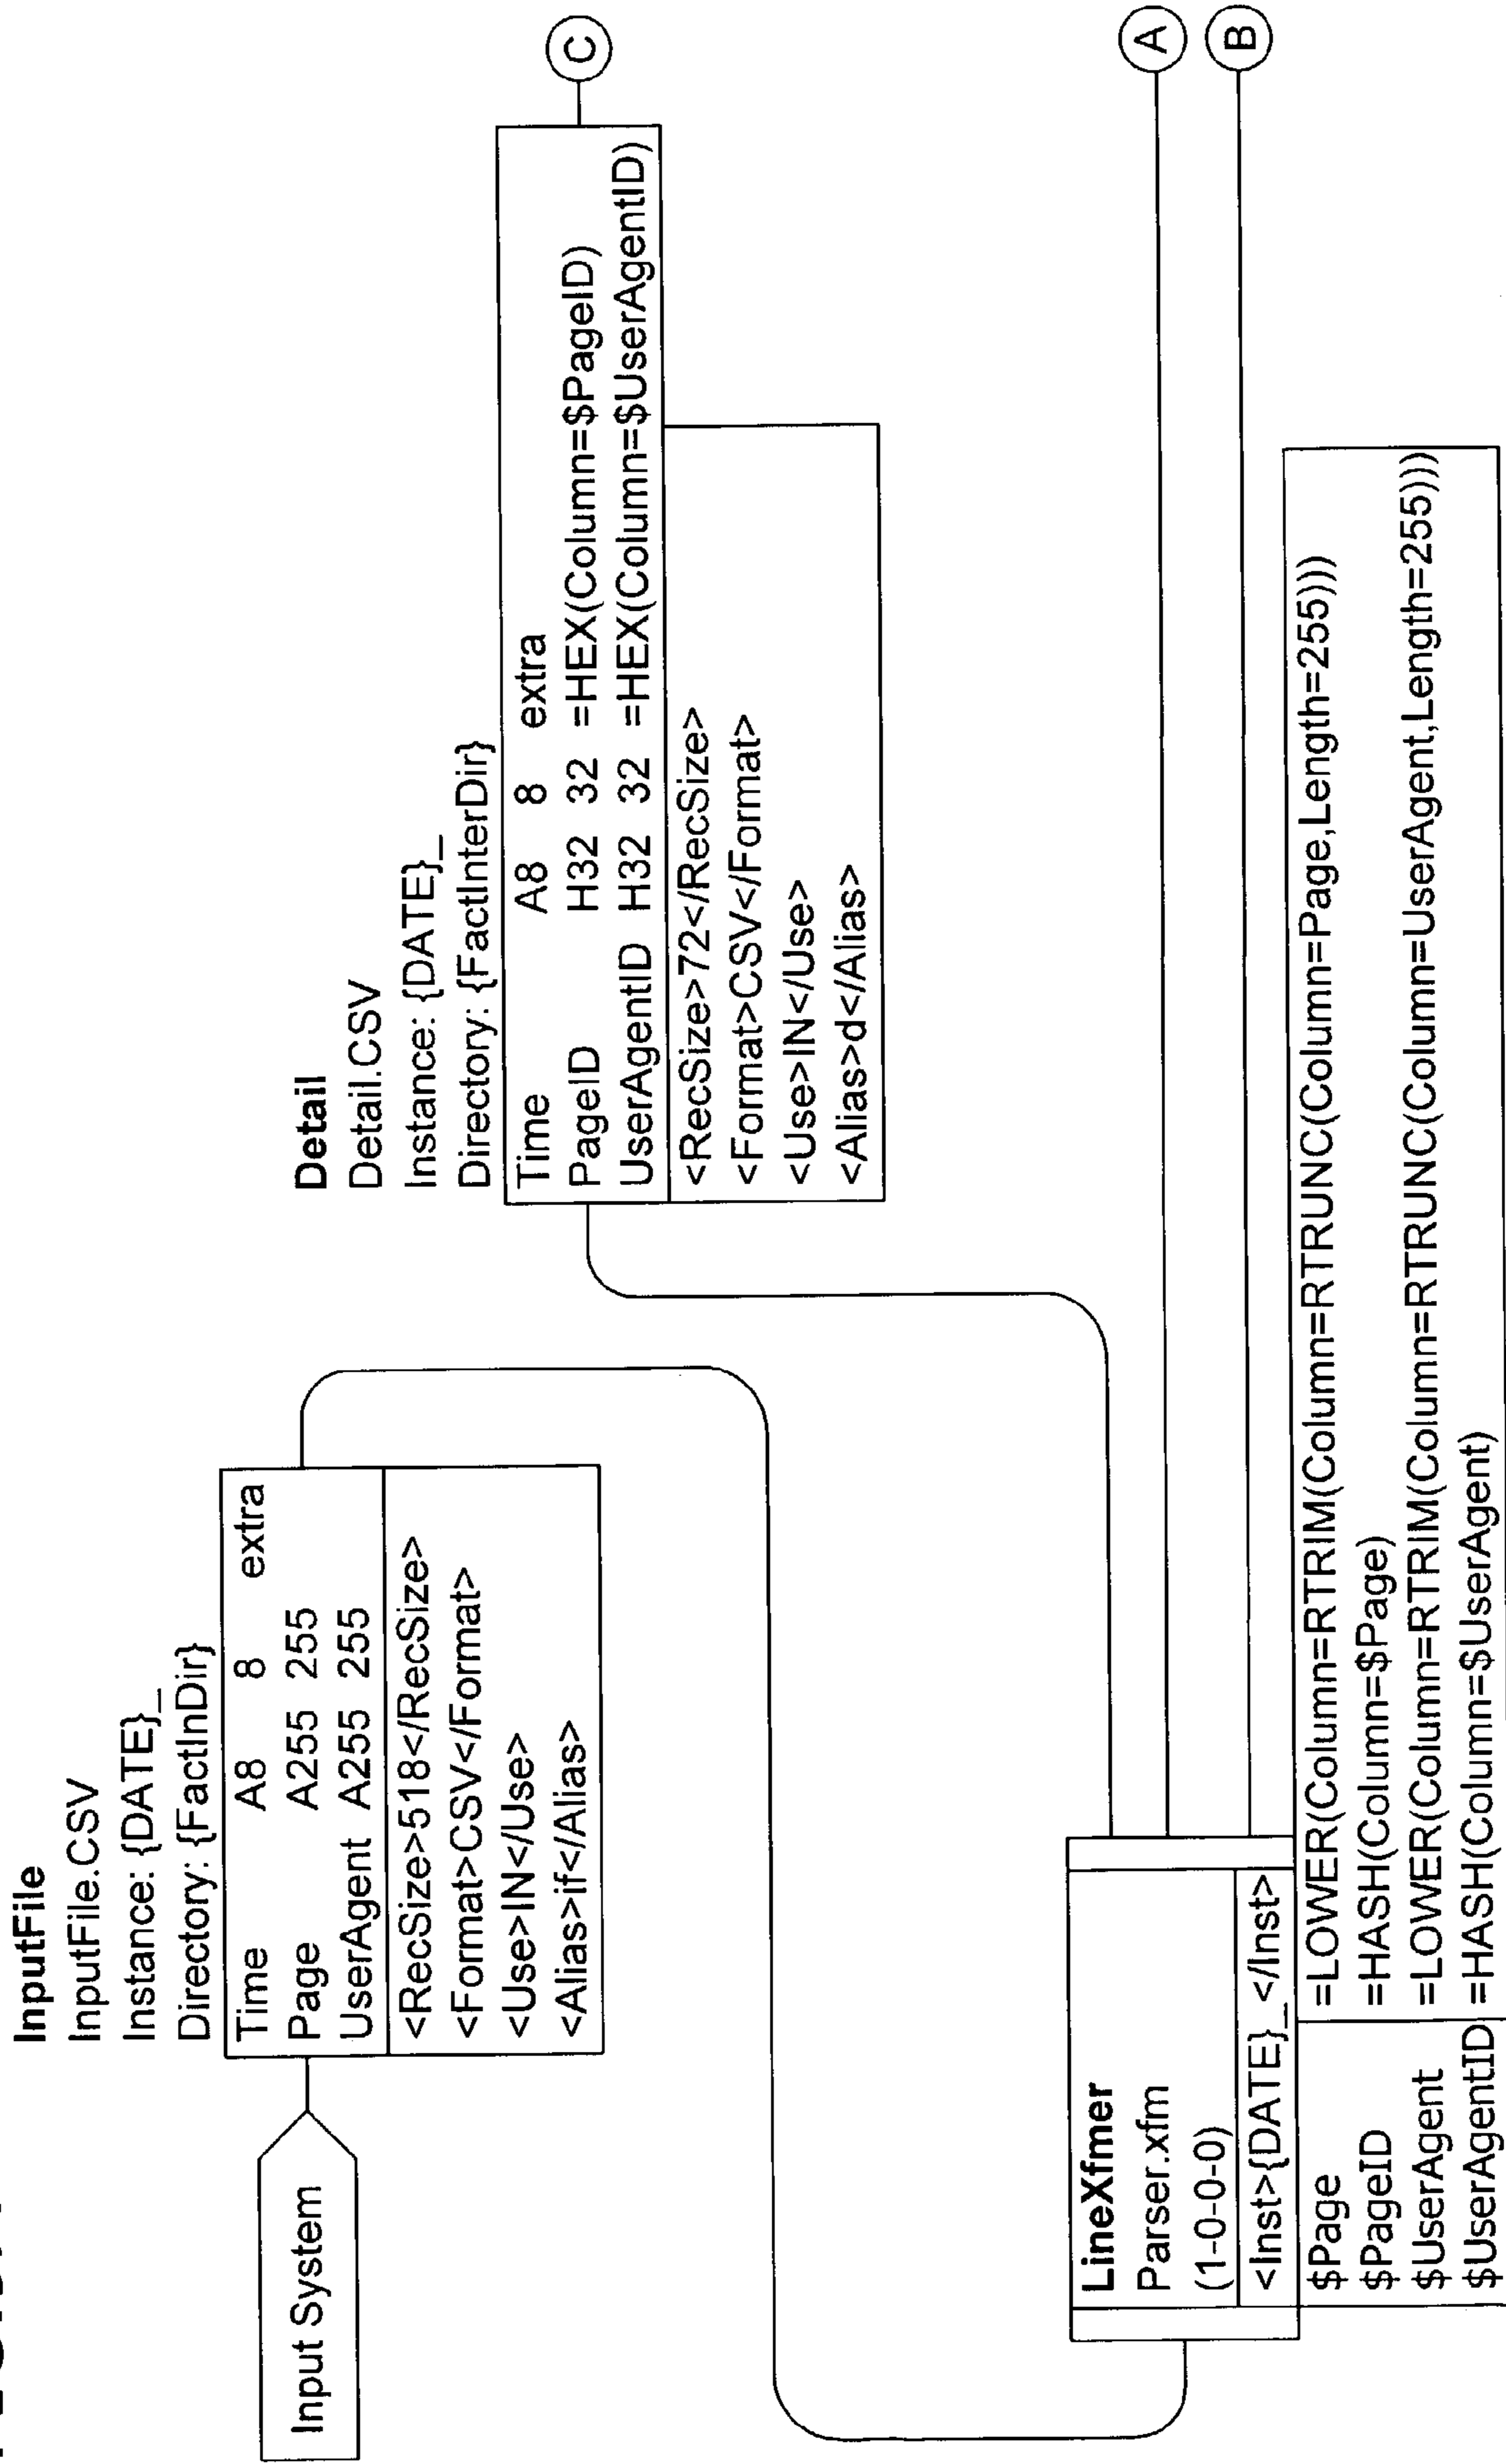 InputFile
InputFile.CSV
Instance: {DATE}_
Directory: {FactInDir}
Time A8 8 extra
Page A255 255
UserAgent A255 255
<RecSize>518</RecSize>
<Format>CSV</Format>
<Use>IN</Use>
<Alias>if</Alias>
Input System
Detail
Detail.CSV
Instance: {DATE}_
Directory: {FactInterDir}
Time A8 8 extra
PageID H32 32 =HEX(Column=$PageID)
UserAgentID H32 32 =HEX(Column=$UserAgentID)
<RecSize>72</RecSize>
<Format>CSV</Format>
<Use>IN</Use>
<Alias>d</Alias>
C
LineXfmer
Parser.xfm
(1-0-0-0)
<Inst>{DATE}_</Inst>
$Page =LOWER(Column=RTRIM(Column=RTRUNC(Column=Page,Length=255)))
$PageID =HASH(Column=$Page)
$UserAgent =LOWER(Column=RTRIM(Column=RTRUNC(Column=UserAgent,Length=255)))
$UserAgentID =HASH(Column=$UserAgent)
A
B